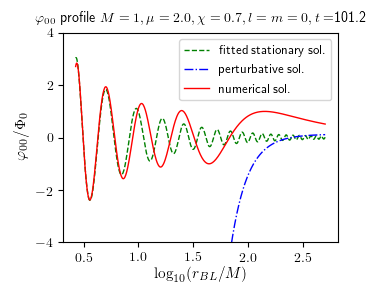 φ₀₀ profile M = 1, μ = 2.0, χ = 0.7, l = m = 0, t =101.2
fitted stationary sol.
perturbative sol.
numerical sol.
φ₀₀/Φ₀
4
2
0
−2
−4
0.5 1.0 1.5 2.0 2.5
log₁₀(r_BL/M)